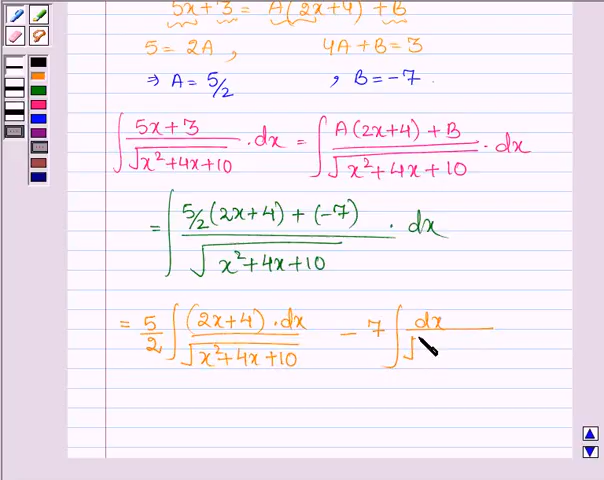 5x + 3 = A(2x+4) + B
5 = 2A , 4A + B = 3
⇒ A = 5/2 , B = -7
∫ (5x+3)/√(x²+4x+10) · dx = ∫ (A(2x+4)+B)/√(x²+4x+10) · dx
= ∫ (5/2(2x+4) + (-7))/√(x²+4x+10) · dx
= 5/2 ∫ (2x+4)·dx/√(x²+4x+10) - 7 ∫ dx/√